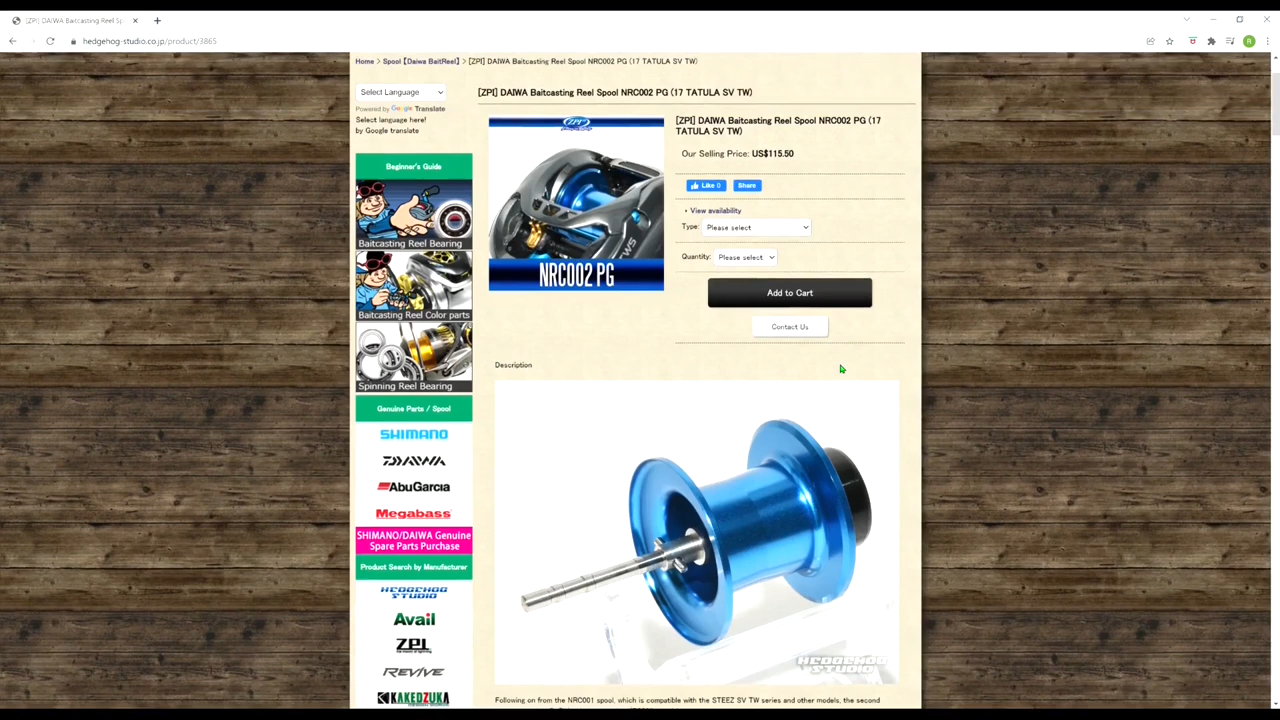 [ZPI] DAIWA Baitcasting Reel Sp
hedgehog-studio.co.jp/product/3865
R
Home > Spool【Daiwa BaitReel】 > [ZPI] DAIWA Baitcasting Reel Spool NRC002 PG (17 TATULA SV TW)
Select Language
Powered by Google Translate
Select language here!
by Google translate
Beginner's Guide
Baitcasting Reel Bearing
Baitcasting Reel Color parts
Spinning Reel Bearing
Genuine Parts / Spool
SHIMANO
DAIWA
AbuGarcia
Megabass
SHIMANO/DAIWA Genuine
Spare Parts Purchase
Product Search by Manufacturer
HEDGEHOG
STUDIO
Avail
ZPI
REVIVE
KAKEDZUKA
[ZPI] DAIWA Baitcasting Reel Spool NRC002 PG (17 TATULA SV TW)
ZPI
TWS
NRC002 PG
[ZPI] DAIWA Baitcasting Reel Spool NRC002 PG (17
TATULA SV TW)
Our Selling Price: US$115.50
Like 0
Share
View availability
Type: Please select
Quantity: Please select
Add to Cart
Contact Us
Description
HEDGEHOG
STUDIO
Following on from the NRC001 spool, which is compatible with the STEEZ SV TW series and other models, the second